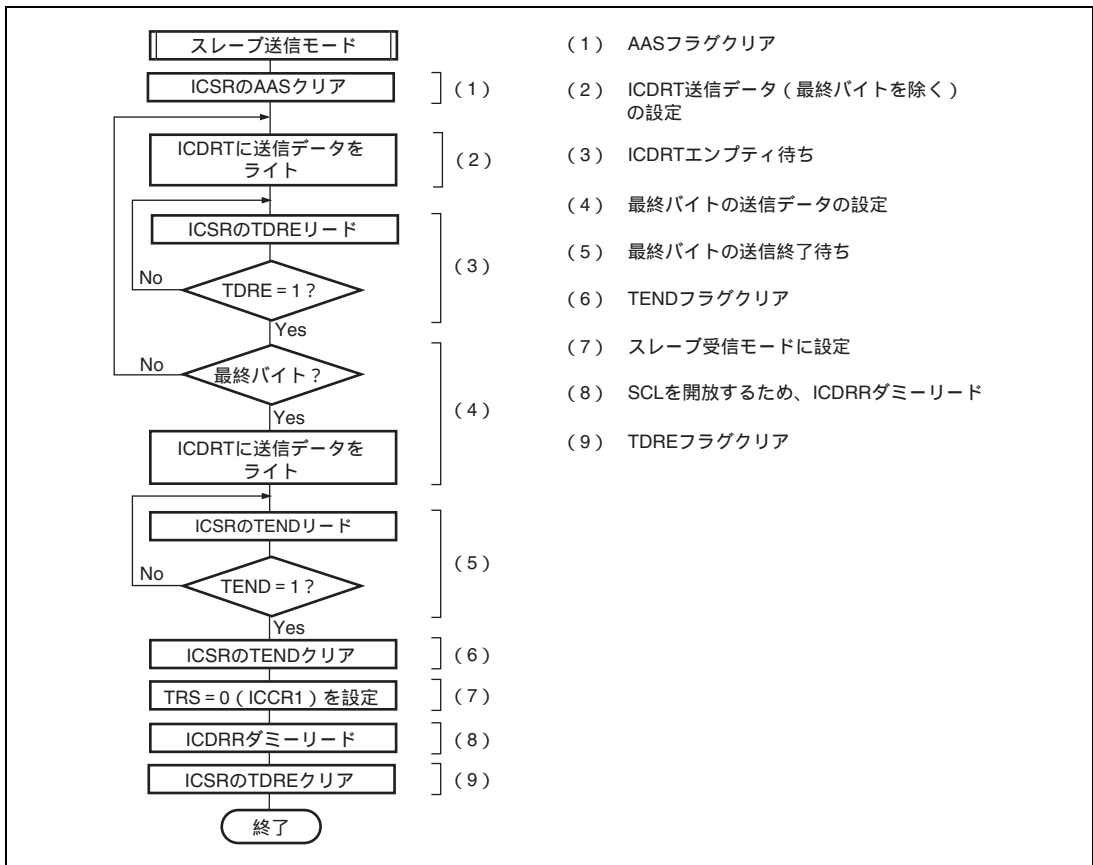 スレーブ送信モード
ICSRのAASクリア
(1)
ICDRTに送信データを
ライト
(2)
ICSRのTDREリード
No
TDRE = 1 ?
(3)
Yes
No
最終バイト ?
(4)
Yes
ICDRTに送信データを
ライト
ICSRのTENDリード
(5)
No
TEND = 1 ?
Yes
ICSRのTENDクリア
(6)
TRS = 0(ICCR1)を設定
(7)
ICDRRダミーリード
(8)
ICSRのTDREクリア
(9)
終了
(1) AASフラグクリア
(2) ICDRT送信データ(最終バイトを除く)
の設定
(3) ICDRTエンプティ待ち
(4) 最終バイトの送信データの設定
(5) 最終バイトの送信終了待ち
(6) TENDフラグクリア
(7) スレーブ受信モードに設定
(8) SCLを開放するため、ICDRRダミーリード
(9) TDREフラグクリア